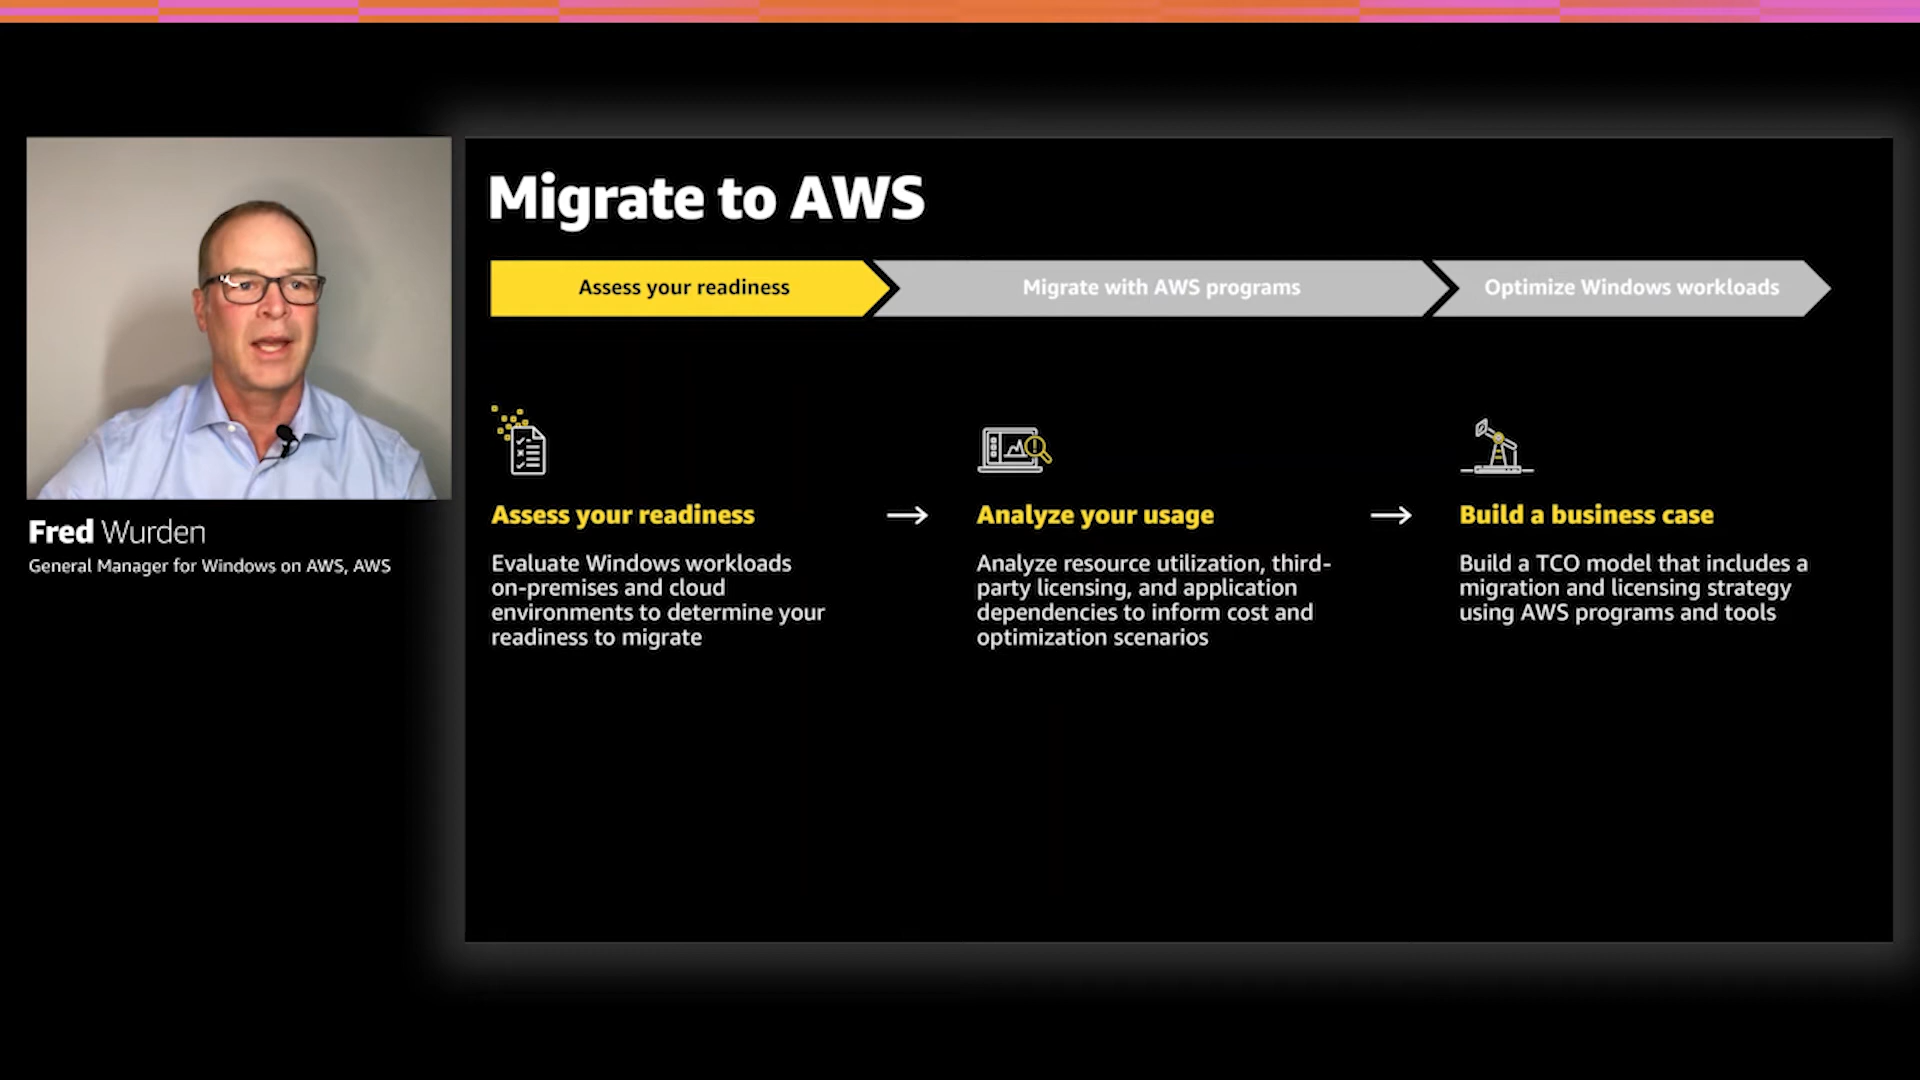 Migrate to AWS
Assess your readiness
Migrate with AWS programs
Optimize Windows workloads
Assess your readiness
Evaluate Windows workloads
on-premises and cloud
environments to determine your
readiness to migrate
Analyze your usage
Analyze resource utilization, third-
party licensing, and application
dependencies to inform cost and
optimization scenarios
Build a business case
Build a TCO model that includes a
migration and licensing strategy
using AWS programs and tools
Fred Wurden
General Manager for Windows on AWS, AWS